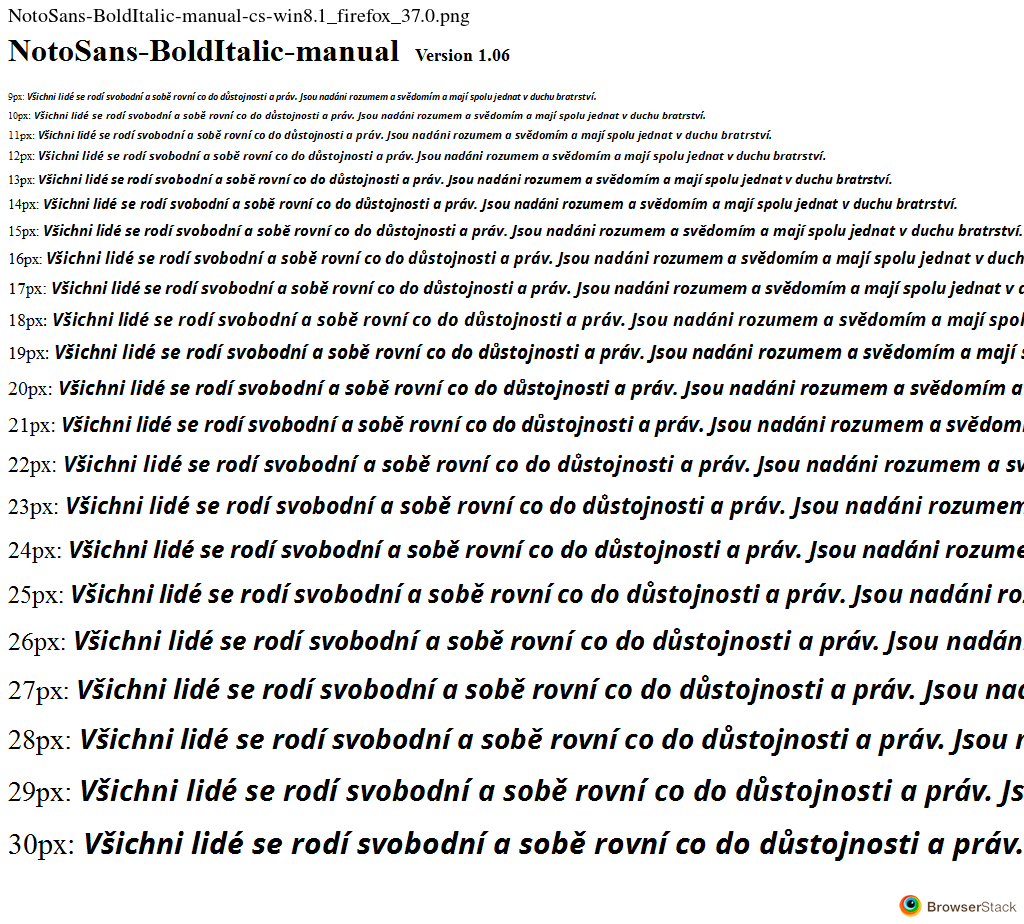 NotoSans-BoldItalic-manual-cs-win8.1_firefox_37.0.png
NotoSans-BoldItalic-manual Version 1.06
9px: Všichni lidé se rodí svobodní a sobě rovní co do důstojnosti a práv. Jsou nadáni rozumem a svědomím a mají spolu jednat v duchu bratrství.
10px: Všichni lidé se rodí svobodní a sobě rovní co do důstojnosti a práv. Jsou nadáni rozumem a svědomím a mají spolu jednat v duchu bratrství.
11px: Všichni lidé se rodí svobodní a sobě rovní co do důstojnosti a práv. Jsou nadáni rozumem a svědomím a mají spolu jednat v duchu bratrství.
12px: Všichni lidé se rodí svobodní a sobě rovní co do důstojnosti a práv. Jsou nadáni rozumem a svědomím a mají spolu jednat v duchu bratrství.
13px: Všichni lidé se rodí svobodní a sobě rovní co do důstojnosti a práv. Jsou nadáni rozumem a svědomím a mají spolu jednat v duchu bratrství.
14px: Všichni lidé se rodí svobodní a sobě rovní co do důstojnosti a práv. Jsou nadáni rozumem a svědomím a mají spolu jednat v duchu bratrství.
15px: Všichni lidé se rodí svobodní a sobě rovní co do důstojnosti a práv. Jsou nadáni rozumem a svědomím a mají spolu jednat v duchu bratrství.
16px: Všichni lidé se rodí svobodní a sobě rovní co do důstojnosti a práv. Jsou nadáni rozumem a svědomím a mají spolu jednat v duch
17px: Všichni lidé se rodí svobodní a sobě rovní co do důstojnosti a práv. Jsou nadáni rozumem a svědomím a mají spolu jednat v d
18px: Všichni lidé se rodí svobodní a sobě rovní co do důstojnosti a práv. Jsou nadáni rozumem a svědomím a mají spol
19px: Všichni lidé se rodí svobodní a sobě rovní co do důstojnosti a práv. Jsou nadáni rozumem a svědomím a mají s
20px: Všichni lidé se rodí svobodní a sobě rovní co do důstojnosti a práv. Jsou nadáni rozumem a svědomím a
21px: Všichni lidé se rodí svobodní a sobě rovní co do důstojnosti a práv. Jsou nadáni rozumem a svědom
22px: Všichni lidé se rodí svobodní a sobě rovní co do důstojnosti a práv. Jsou nadáni rozumem a sv
23px: Všichni lidé se rodí svobodní a sobě rovní co do důstojnosti a práv. Jsou nadáni rozumem
24px: Všichni lidé se rodí svobodní a sobě rovní co do důstojnosti a práv. Jsou nadáni rozume
25px: Všichni lidé se rodí svobodní a sobě rovní co do důstojnosti a práv. Jsou nadáni roz
26px: Všichni lidé se rodí svobodní a sobě rovní co do důstojnosti a práv. Jsou nadán
27px: Všichni lidé se rodí svobodní a sobě rovní co do důstojnosti a práv. Jsou nad
28px: Všichni lidé se rodí svobodní a sobě rovní co do důstojnosti a práv. Jsou n
29px: Všichni lidé se rodí svobodní a sobě rovní co do důstojnosti a práv. Js
30px: Všichni lidé se rodí svobodní a sobě rovní co do důstojnosti a práv.
BrowserStack